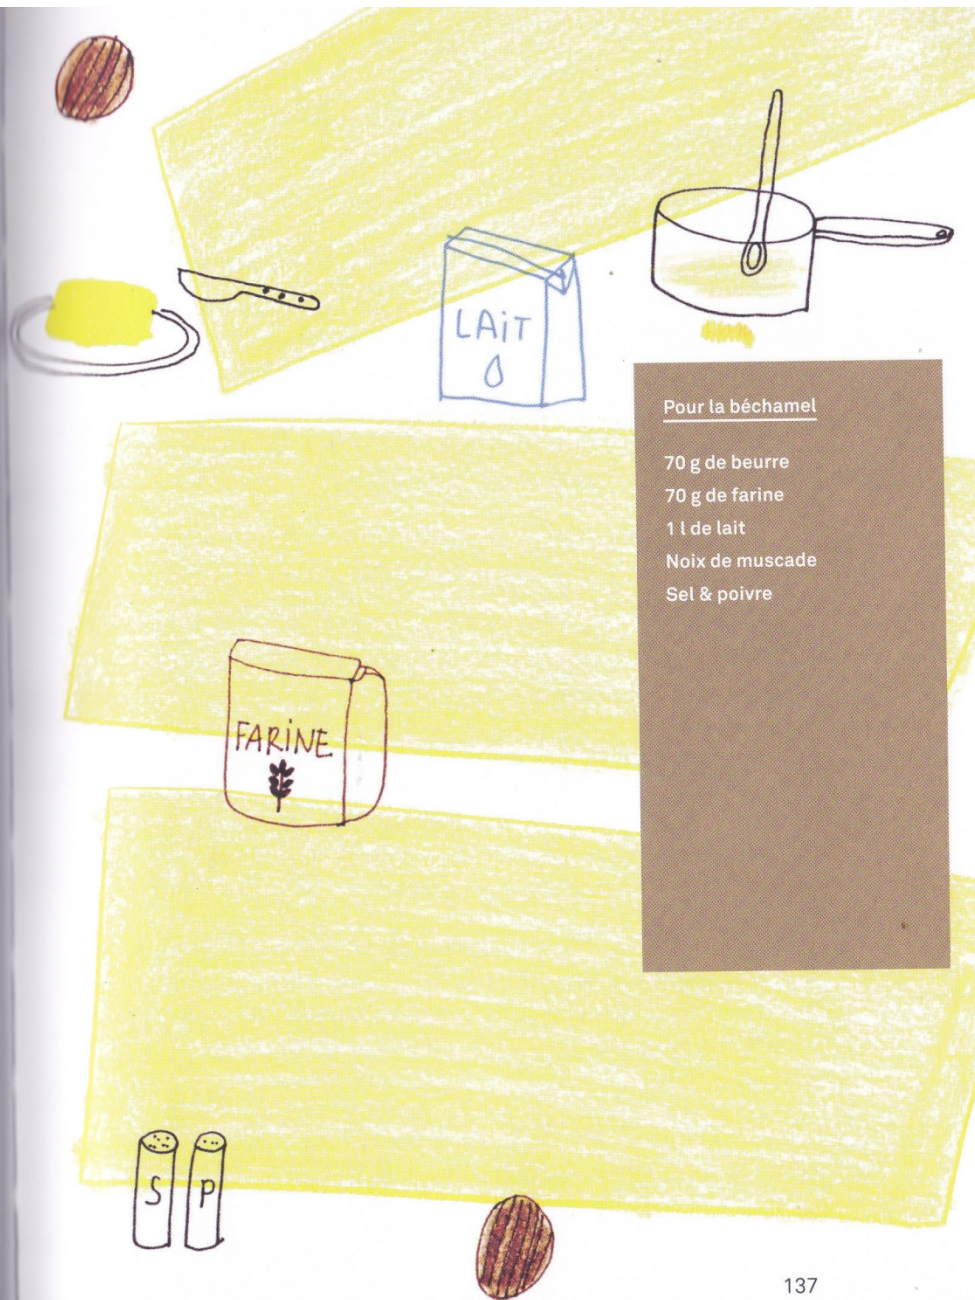 LAiT
Pour la béchamel
70 g de beurre
70 g de farine
1 l de lait
Noix de muscade
Sel & poivre
FARiNE
S P
137